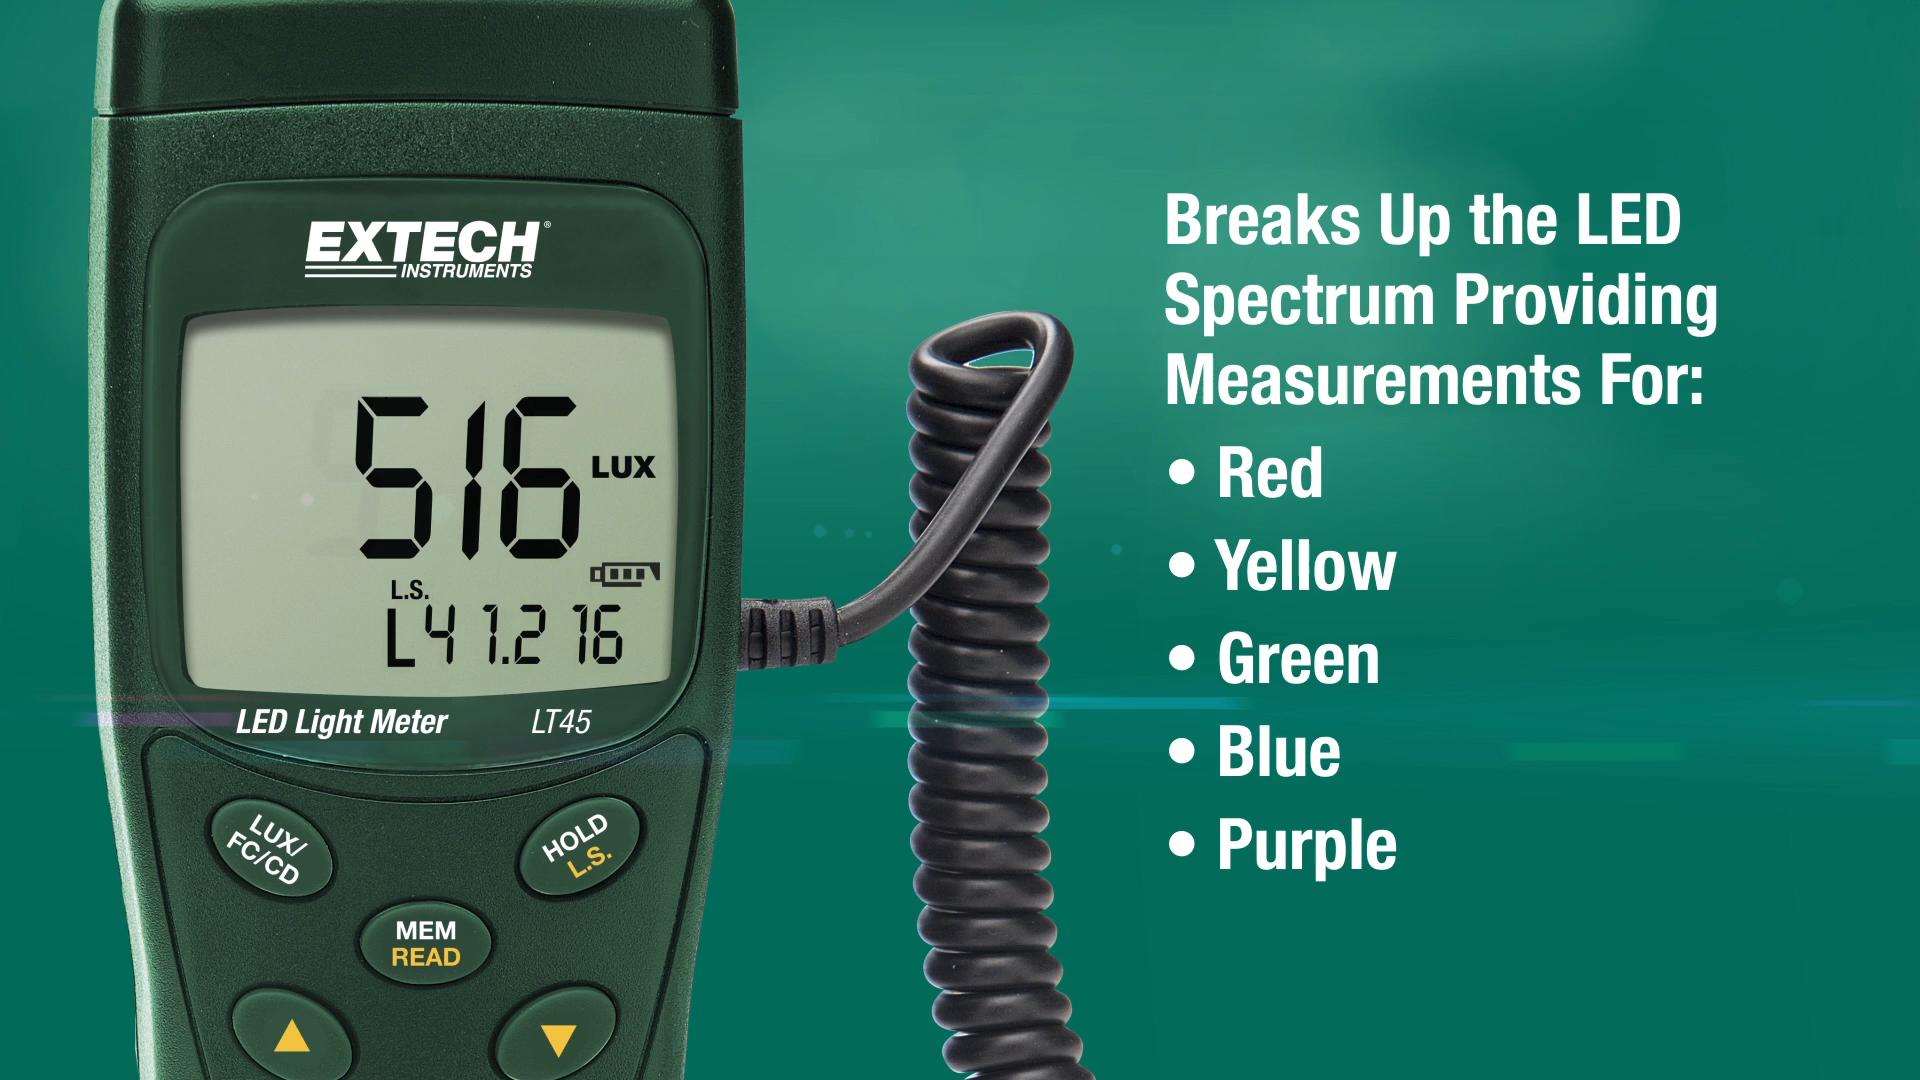 EXTECH®
INSTRUMENTS
516 LUX
L.S.
L4 1.2 16
LED Light Meter LT45
LUX/
FC/CD
HOLD
L.S.
MEM
READ
Breaks Up the LED
Spectrum Providing
Measurements For:
• Red
• Yellow
• Green
• Blue
• Purple